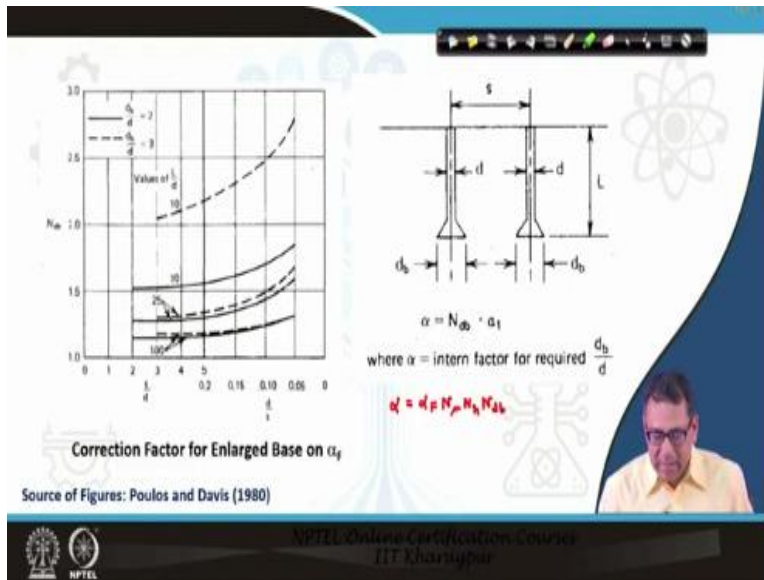 3.0
d_b/d = 2
d_b/d = 3
2.5
Values of L/d
10
N_db
2.0
10
1.5
25
100
1.0
0 1 2 3 4 5
s/d
0.2 0.15 0.10 0.05 0
d/s
s
d
d
L
d_b
d_b
α = N_db · α_1
where α = intern factor for required d_b/d
α = α_F N_μ N_h N_db
Correction Factor for Enlarged Base on α_F
Source of Figures: Poulos and Davis (1980)
NPTEL
NPTEL Online Certification Courses
IIT Kharagpur